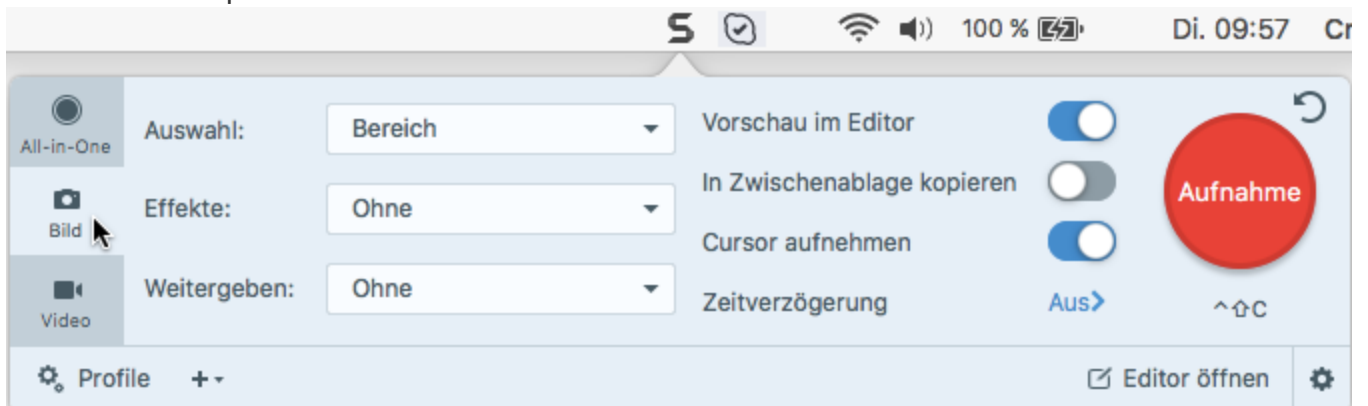 100 % Di. 09:57
All-in-One
Bild
Video
Auswahl: Bereich
Effekte: Ohne
Weitergeben: Ohne
Vorschau im Editor
In Zwischenablage kopieren
Cursor aufnehmen
Zeitverzögerung Aus>
Aufnahme
^⇧C
Profile + Editor öffnen